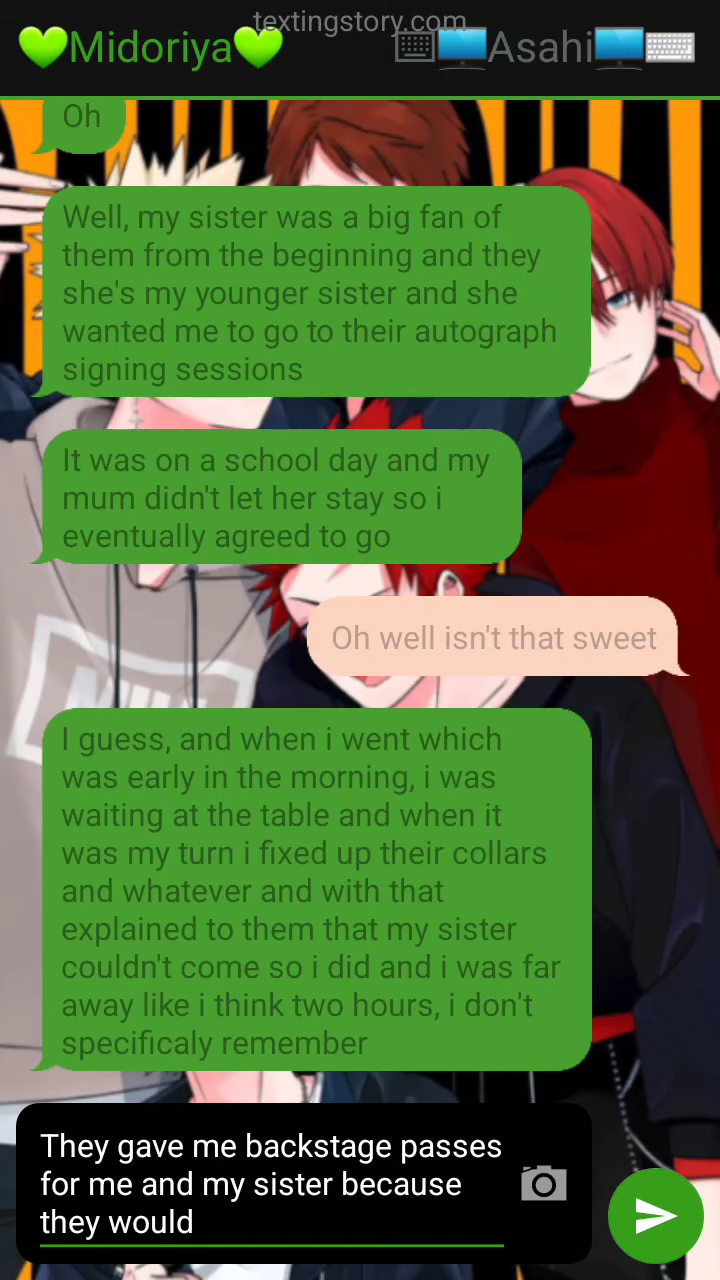 textingstory.com
💚Midoriya💚
⌨🖥Asahi🖥⌨
Oh
Well, my sister was a big fan of
them from the beginning and they
she's my younger sister and she
wanted me to go to their autograph
signing sessions
It was on a school day and my
mum didn't let her stay so i
eventually agreed to go
Oh well isn't that sweet
I guess, and when i went which
was early in the morning, i was
waiting at the table and when it
was my turn i fixed up their collars
and whatever and with that
explained to them that my sister
couldn't come so i did and i was far
away like i think two hours, i don't
specificaly remember
They gave me backstage passes
for me and my sister because
they would